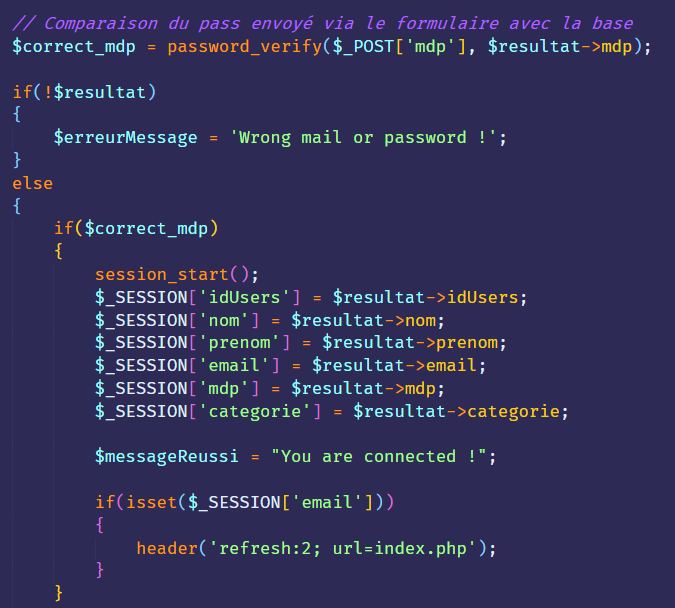 // Comparaison du pass envoyé via le formulaire avec la base
$correct_mdp = password_verify($_POST['mdp'], $resultat->mdp);
if(!$resultat)
{
$erreurMessage = 'Wrong mail or password !';
}
else
{
if($correct_mdp)
{
session_start();
$_SESSION['idUsers'] = $resultat->idUsers;
$_SESSION['nom'] = $resultat->nom;
$_SESSION['prenom'] = $resultat->prenom;
$_SESSION['email'] = $resultat->email;
$_SESSION['mdp'] = $resultat->mdp;
$_SESSION['categorie'] = $resultat->categorie;
$messageReussi = "You are connected !";
if(isset($_SESSION['email']))
{
header('refresh:2; url=index.php');
}
}